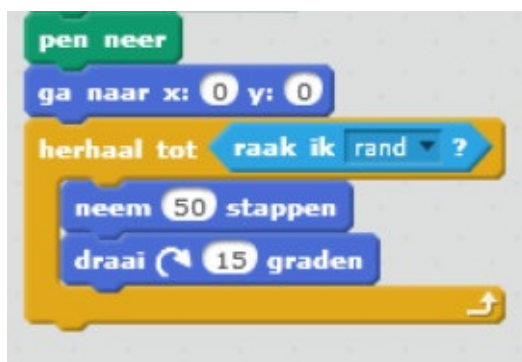 pen neer
ga naar x: 0 y: 0
herhaal tot raak ik rand ?
neem 50 stappen
draai 15 graden